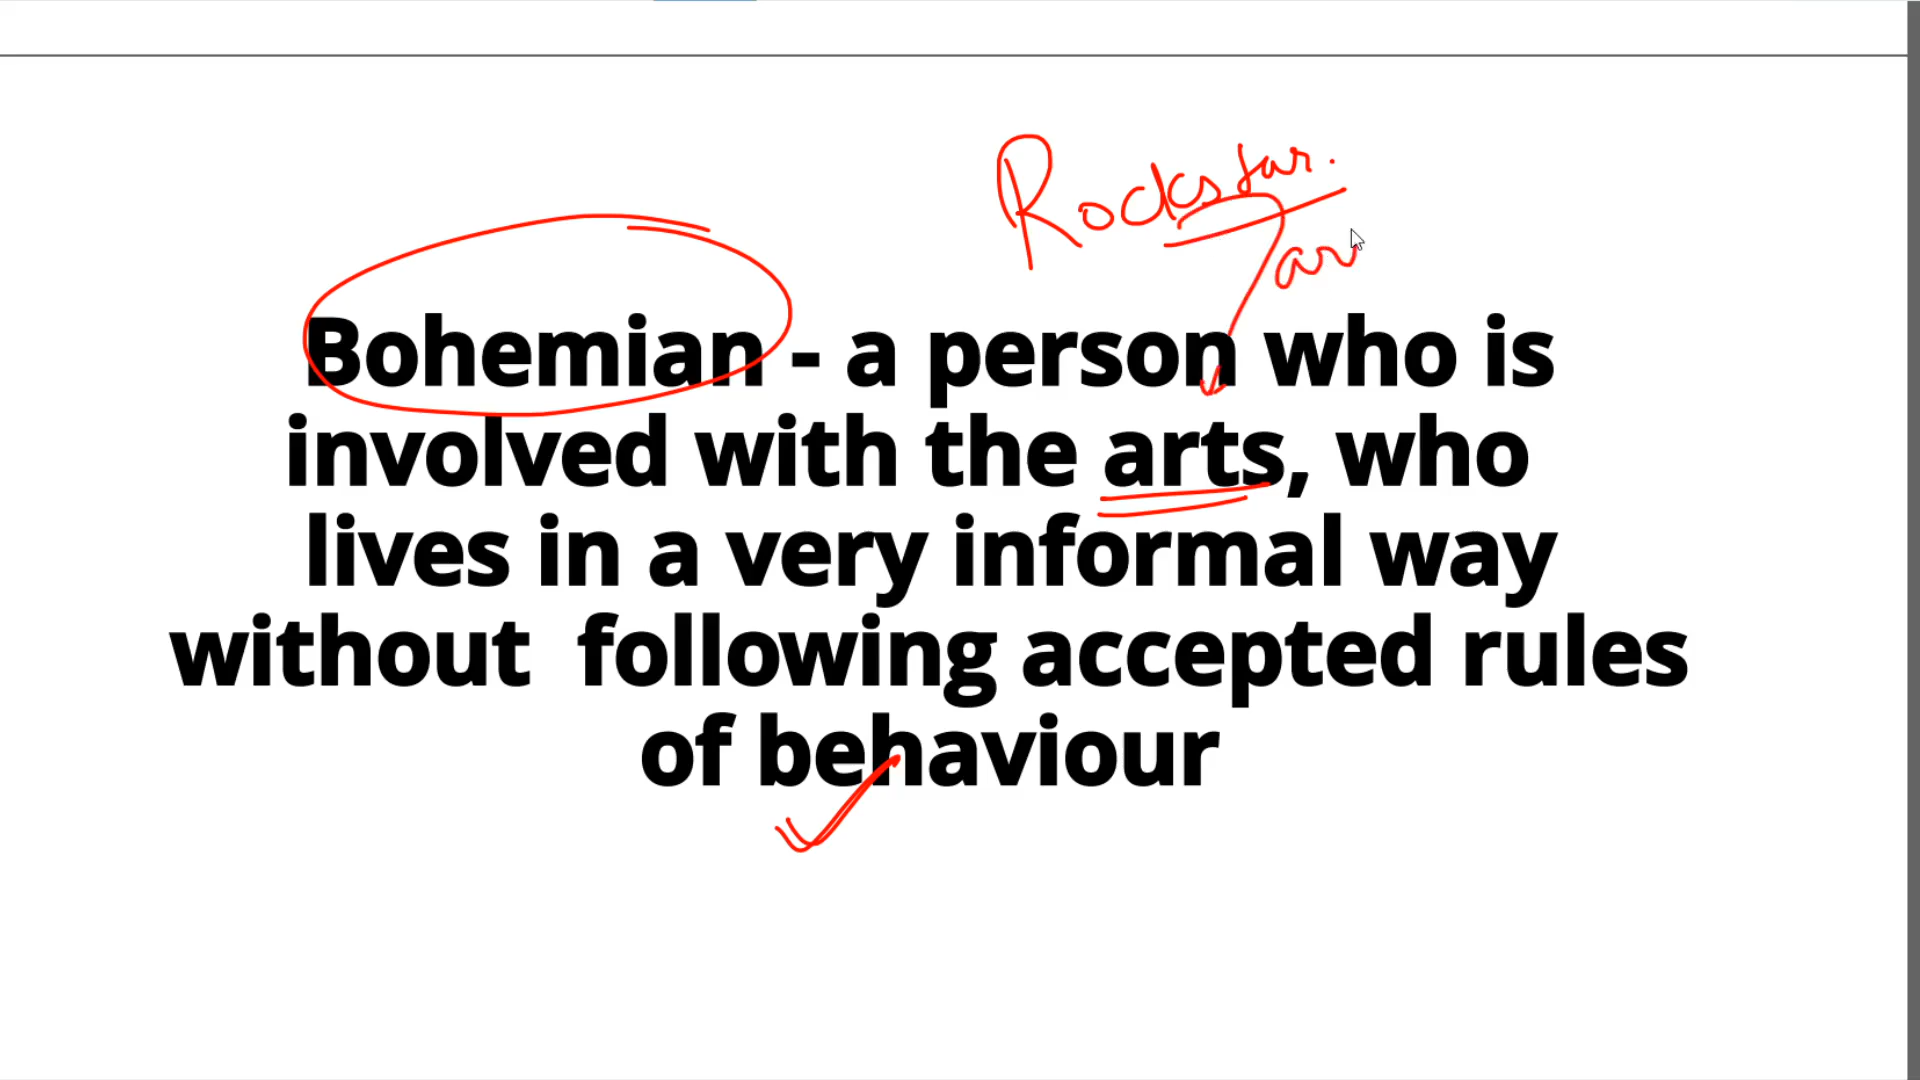 Rockstar.
Bohemian - a person who is
involved with the arts, who
lives in a very informal way
without  following accepted rules
of behaviour